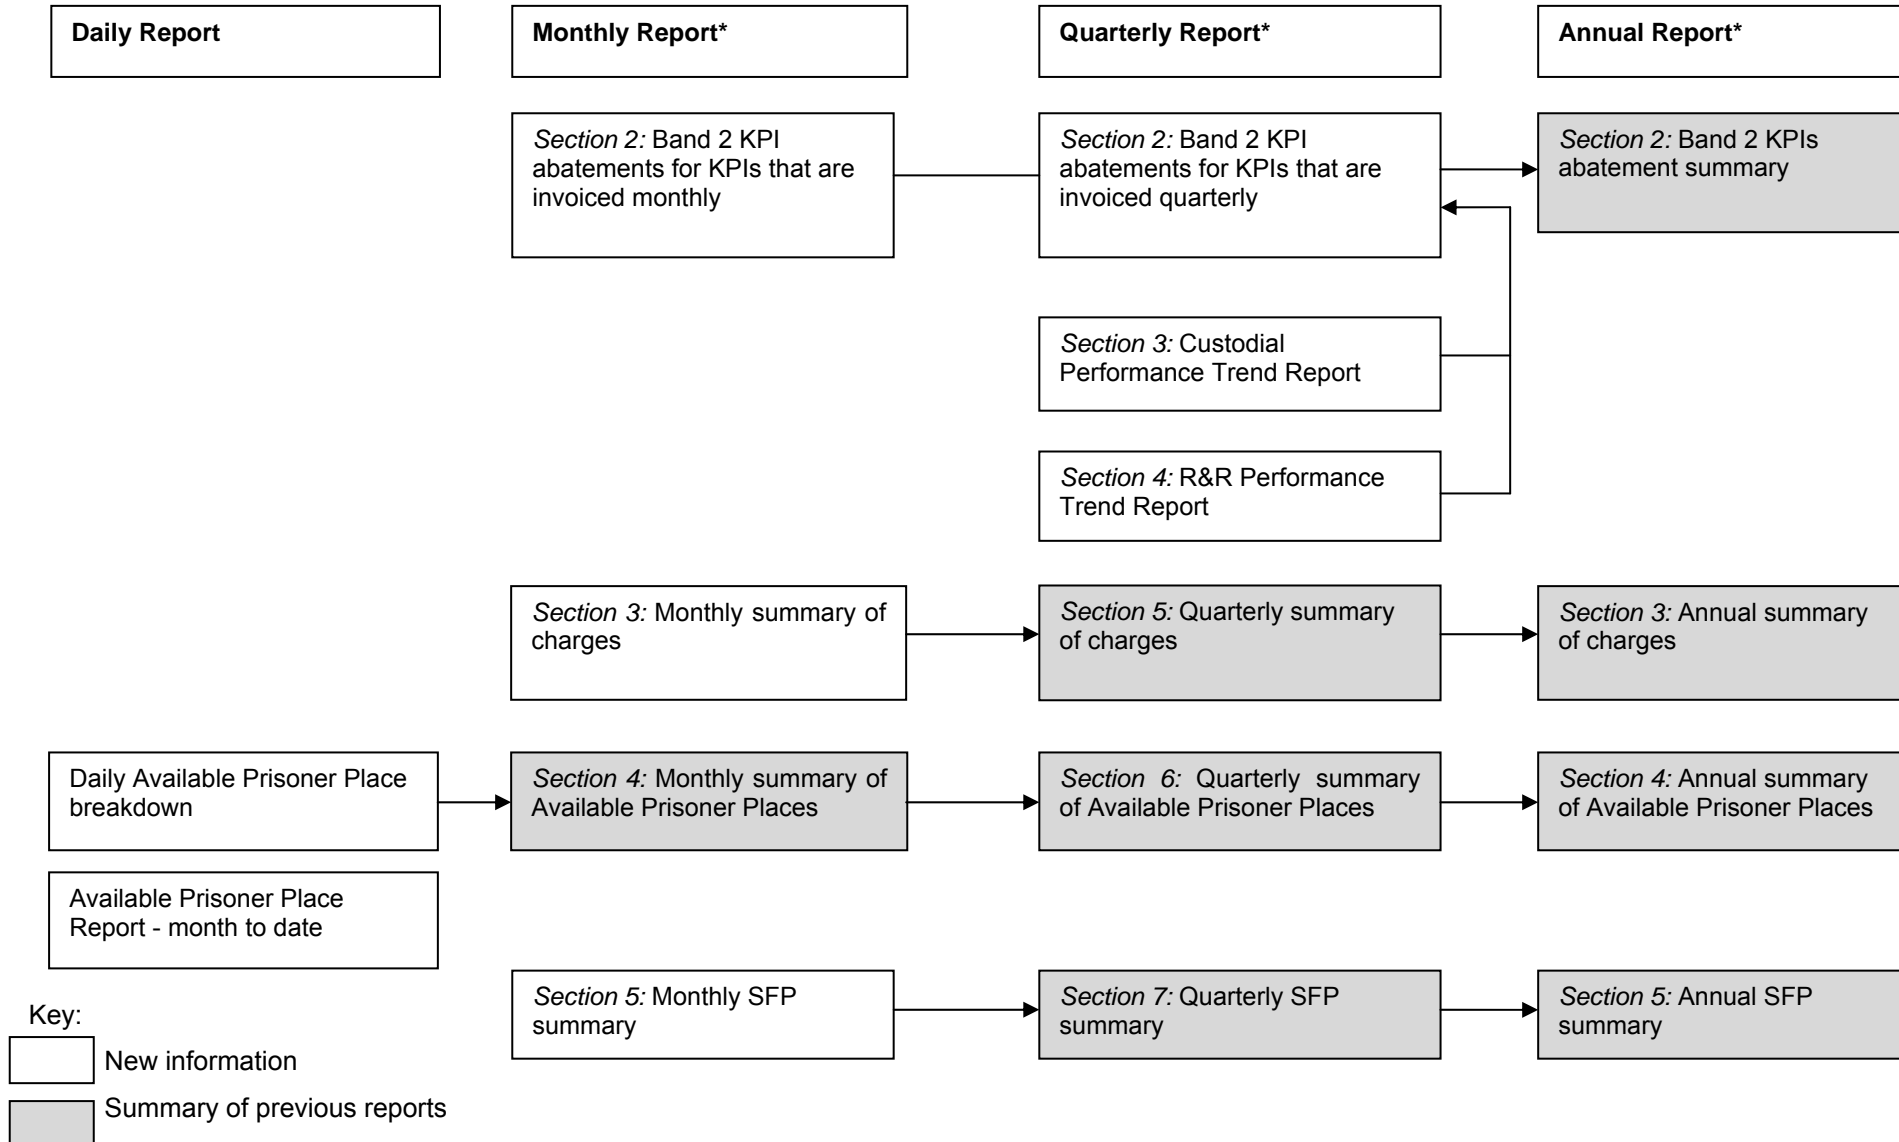 Daily Report
Monthly Report*
Quarterly Report*
Annual Report*
Section 2: Band 2 KPI
abatements for KPIs that are
invoiced monthly
Section 2: Band 2 KPI
abatements for KPIs that are
invoiced quarterly
Section 2: Band 2 KPIs
abatement summary
Section 3: Custodial
Performance Trend Report
Section 4: R&R Performance
Trend Report
Section 3: Monthly summary of
charges
Section 5: Quarterly summary
of charges
Section 3: Annual summary
of charges
Daily Available Prisoner Place
breakdown
Section 4: Monthly summary of
Available Prisoner Places
Section 6: Quarterly summary
of Available Prisoner Places
Section 4: Annual summary
of Available Prisoner Places
Available Prisoner Place
Report - month to date
Section 5: Monthly SFP
summary
Section 7: Quarterly SFP
summary
Section 5: Annual SFP
summary
Key:
New information
Summary of previous reports